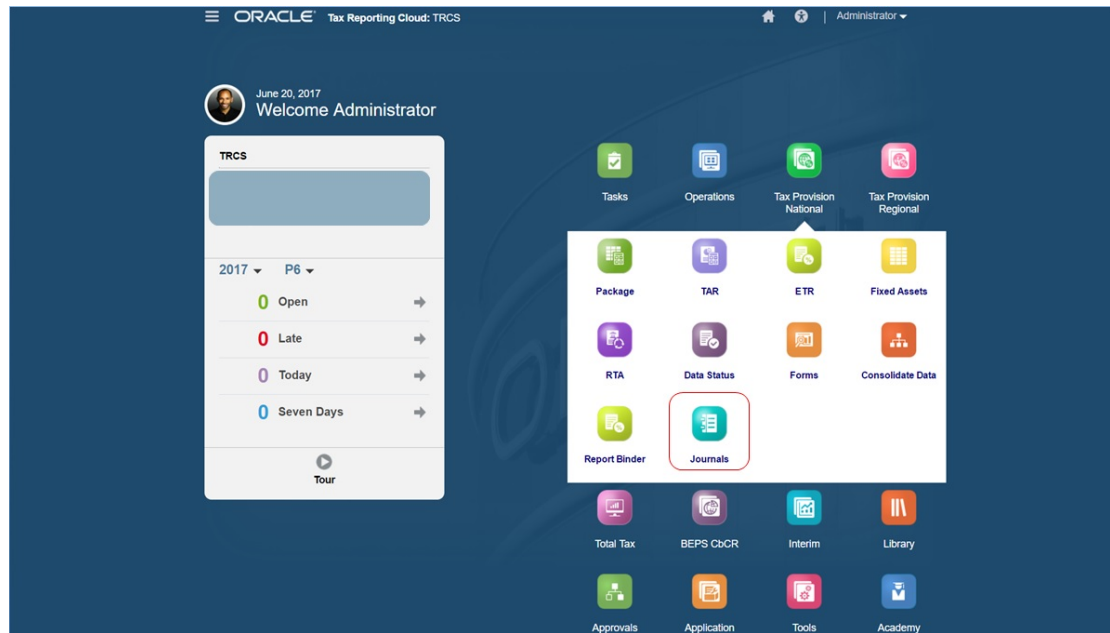 ORACLE® Tax Reporting Cloud: TRCS
Administrator
June 20, 2017
Welcome Administrator
TRCS
2017 P6
0 Open
0 Late
0 Today
0 Seven Days
Tour
Tasks
Operations
Tax Provision
National
Tax Provision
Regional
Package
TAR
ETR
Fixed Assets
RTA
Data Status
Forms
Consolidate Data
Report Binder
Journals
Total Tax
BEPS CbCR
Interim
Library
Approvals
Application
Tools
Academy